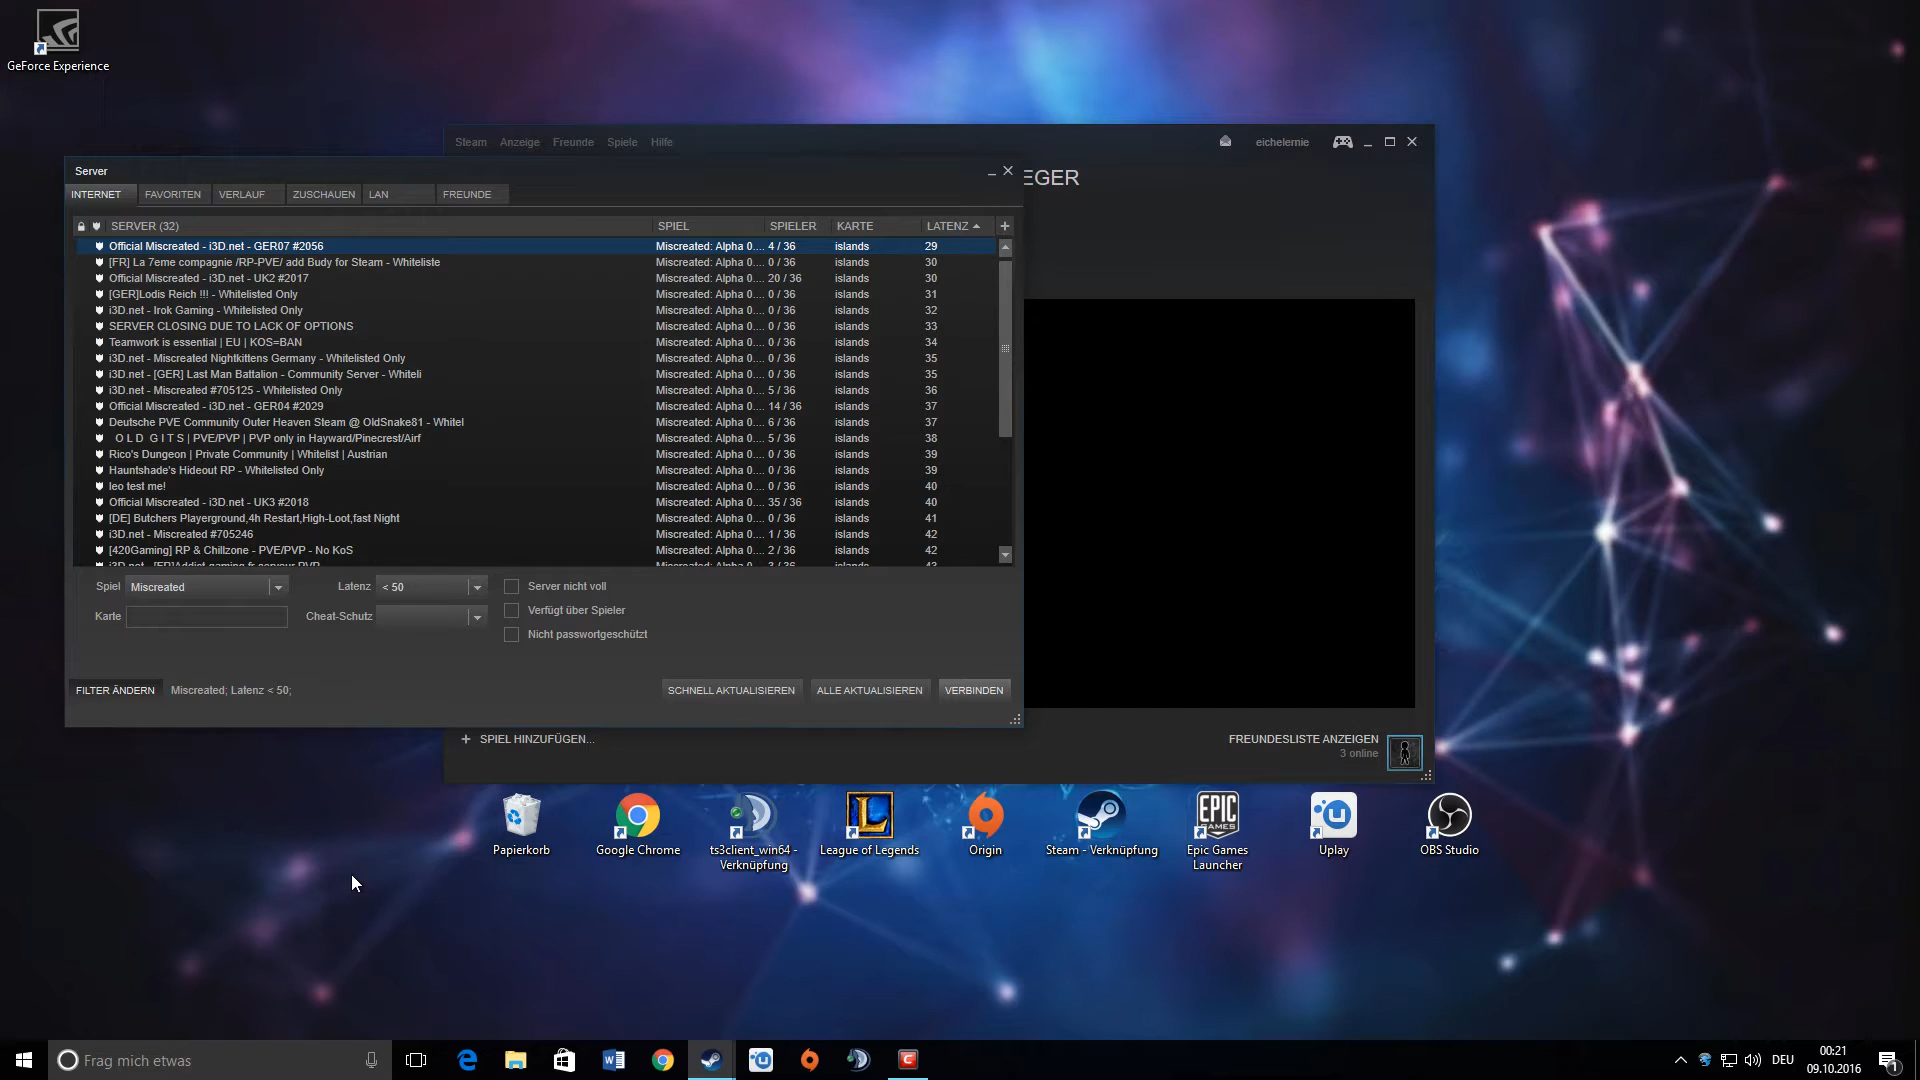 GeForce Experience
Steam Anzeige Freunde Spiele Hilfe
eichelernie
EGER
Server
INTERNET FAVORITEN VERLAUF ZUSCHAUEN LAN FREUNDE
SERVER (32) SPIEL SPIELER KARTE LATENZ
Official Miscreated - i3D.net - GER07 #2056 Miscreated: Alpha 0.... 4 / 36 islands 29
[FR] La 7eme compagnie /RP-PVE/ add Budy for Steam - Whiteliste Miscreated: Alpha 0.... 0 / 36 islands 30
Official Miscreated - i3D.net - UK2 #2017 Miscreated: Alpha 0.... 20 / 36 islands 30
[GER]Lodis Reich !!! - Whitelisted Only Miscreated: Alpha 0.... 0 / 36 islands 31
i3D.net - Irok Gaming - Whitelisted Only Miscreated: Alpha 0.... 0 / 36 islands 32
SERVER CLOSING DUE TO LACK OF OPTIONS Miscreated: Alpha 0.... 0 / 36 islands 33
Teamwork is essential | EU | KOS=BAN Miscreated: Alpha 0.... 0 / 36 islands 34
i3D.net - Miscreated Nightkittens Germany - Whitelisted Only Miscreated: Alpha 0.... 0 / 36 islands 35
i3D.net - [GER] Last Man Battalion - Community Server - Whiteli Miscreated: Alpha 0.... 0 / 36 islands 35
i3D.net - Miscreated #705125 - Whitelisted Only Miscreated: Alpha 0.... 5 / 36 islands 36
Official Miscreated - i3D.net - GER04 #2029 Miscreated: Alpha 0.... 14 / 36 islands 37
Deutsche PVE Community Outer Heaven Steam @ OldSnake81 - Whitel Miscreated: Alpha 0.... 6 / 36 islands 37
O L D G I T S | PVE/PVP | PVP only in Hayward/Pinecrest/Airf Miscreated: Alpha 0.... 5 / 36 islands 38
Rico's Dungeon | Private Community | Whitelist | Austrian Miscreated: Alpha 0.... 0 / 36 islands 39
Hauntshade's Hideout RP - Whitelisted Only Miscreated: Alpha 0.... 0 / 36 islands 39
leo test me! Miscreated: Alpha 0.... 0 / 36 islands 40
Official Miscreated - i3D.net - UK3 #2018 Miscreated: Alpha 0.... 35 / 36 islands 40
[DE] Butchers Playerground,4h Restart,High-Loot,fast Night Miscreated: Alpha 0.... 0 / 36 islands 41
i3D.net - Miscreated #705246 Miscreated: Alpha 0.... 1 / 36 islands 42
[420Gaming] RP & Chillzone - PVE/PVP - No KoS Miscreated: Alpha 0.... 2 / 36 islands 42
Spiel Miscreated Latenz < 50 Server nicht voll
Karte Cheat-Schutz Verfügt über Spieler
Nicht passwortgeschützt
FILTER ÄNDERN Miscreated; Latenz < 50; SCHNELL AKTUALISIEREN ALLE AKTUALISIEREN VERBINDEN
+ SPIEL HINZUFÜGEN... FREUNDESLISTE ANZEIGEN
3 online
Papierkorb
Google Chrome
ts3client_win64 -
Verknüpfung
League of Legends
Origin
Steam - Verknüpfung
EPIC
GAMES
Epic Games
Launcher
Uplay
OBS Studio
Frag mich etwas
DEU
00:21
09.10.2016
1